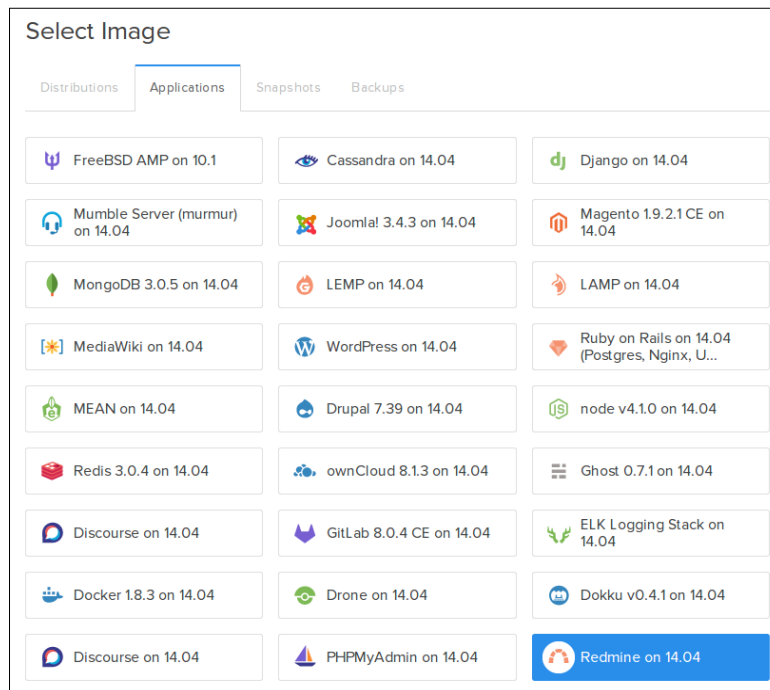 Select Image
Distributions Applications Snapshots Backups
FreeBSD AMP on 10.1
Cassandra on 14.04
Django on 14.04
Mumble Server (murmur)
on 14.04
Joomla! 3.4.3 on 14.04
Magento 1.9.2.1 CE on
14.04
MongoDB 3.0.5 on 14.04
LEMP on 14.04
LAMP on 14.04
MediaWiki on 14.04
WordPress on 14.04
Ruby on Rails on 14.04
(Postgres, Nginx, U...
MEAN on 14.04
Drupal 7.39 on 14.04
node v4.1.0 on 14.04
Redis 3.0.4 on 14.04
ownCloud 8.1.3 on 14.04
Ghost 0.7.1 on 14.04
Discourse on 14.04
GitLab 8.0.4 CE on 14.04
ELK Logging Stack on
14.04
Docker 1.8.3 on 14.04
Drone on 14.04
Dokku v0.4.1 on 14.04
Discourse on 14.04
PHPMyAdmin on 14.04
Redmine on 14.04